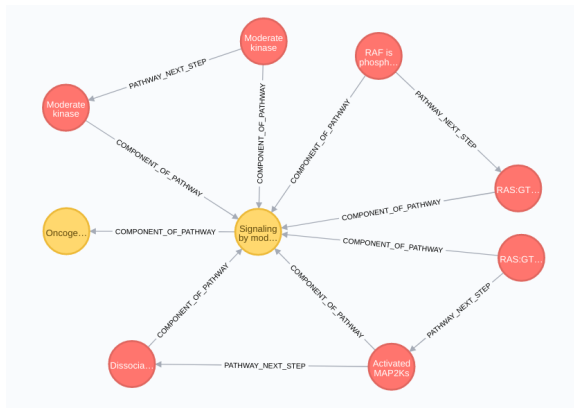 Moderate
kinase
RAF is
phosph…
PATHWAY_NEXT_STEP
Moderate
kinase
COMPONENT_OF_PATHWAY
COMPONENT_OF_PATHWAY
PATHWAY_NEXT_STEP
COMPONENT_OF_PATHWAY
RAS:GT…
COMPONENT_OF_PATHWAY
Oncoge…
COMPONENT_OF_PATHWAY
Signaling
by mod…
COMPONENT_OF_PATHWAY
RAS:GT…
COMPONENT_OF_PATHWAY
COMPONENT_OF_PATHWAY
PATHWAY_NEXT_STEP
Dissocia…
PATHWAY_NEXT_STEP
Activated
MAP2Ks